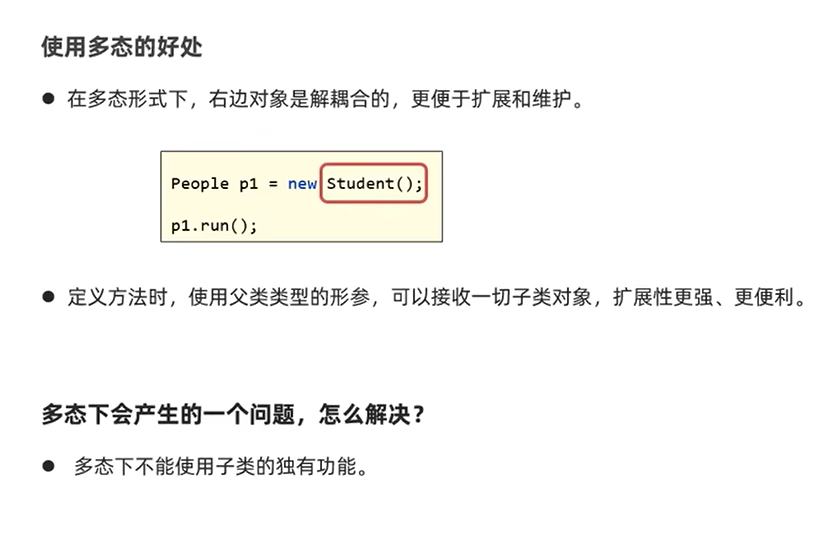 使用多态的好处
● 在多态形式下，右边对象是解耦合的，更便于扩展和维护。
People p1 = new Student();
p1.run();
● 定义方法时，使用父类类型的形参，可以接收一切子类对象，扩展性更强、更便利。
多态下会产生的一个问题，怎么解决？
● 多态下不能使用子类的独有功能。